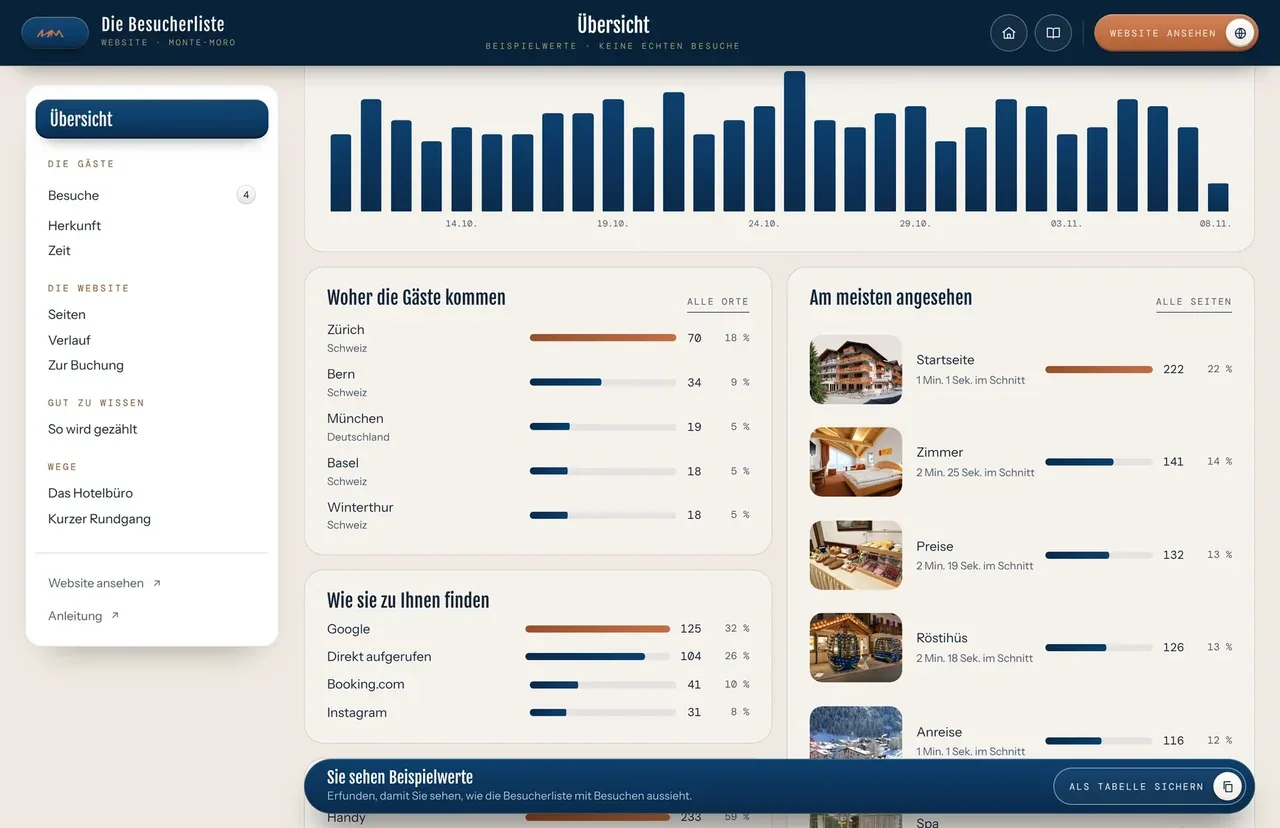 Die Besucherliste
WEBSITE · MONTE-MORO
Übersicht
BEISPIELWERTE · KEINE ECHTEN BESUCHE
WEBSITE ANSEHEN
Übersicht
DIE GÄSTE
Besuche 4
Herkunft
Zeit
DIE WEBSITE
Seiten
Verlauf
Zur Buchung
GUT ZU WISSEN
So wird gezählt
WEGE
Das Hotelbüro
Kurzer Rundgang
Website ansehen ↗
Anleitung ↗
14.10. 19.10. 24.10. 29.10. 03.11. 08.11.
Woher die Gäste kommen
ALLE ORTE
Zürich 70 18 %
Schweiz
Bern 34 9 %
Schweiz
München 19 5 %
Deutschland
Basel 18 5 %
Schweiz
Winterthur 18 5 %
Schweiz
Wie sie zu Ihnen finden
Google 125 32 %
Direkt aufgerufen 104 26 %
Booking.com 41 10 %
Instagram 31 8 %
Am meisten angesehen
ALLE SEITEN
Startseite 222 22 %
1 Min. 1 Sek. im Schnitt
Zimmer 141 14 %
2 Min. 25 Sek. im Schnitt
Preise 132 13 %
2 Min. 19 Sek. im Schnitt
Röstihüs 126 13 %
2 Min. 18 Sek. im Schnitt
Anreise 116 12 %
1 Min. 1 Sek. im Schnitt
Sie sehen Beispielwerte
Erfunden, damit Sie sehen, wie die Besucherliste mit Besuchen aussieht.
ALS TABELLE SICHERN
Handy 233 59 %
Spa